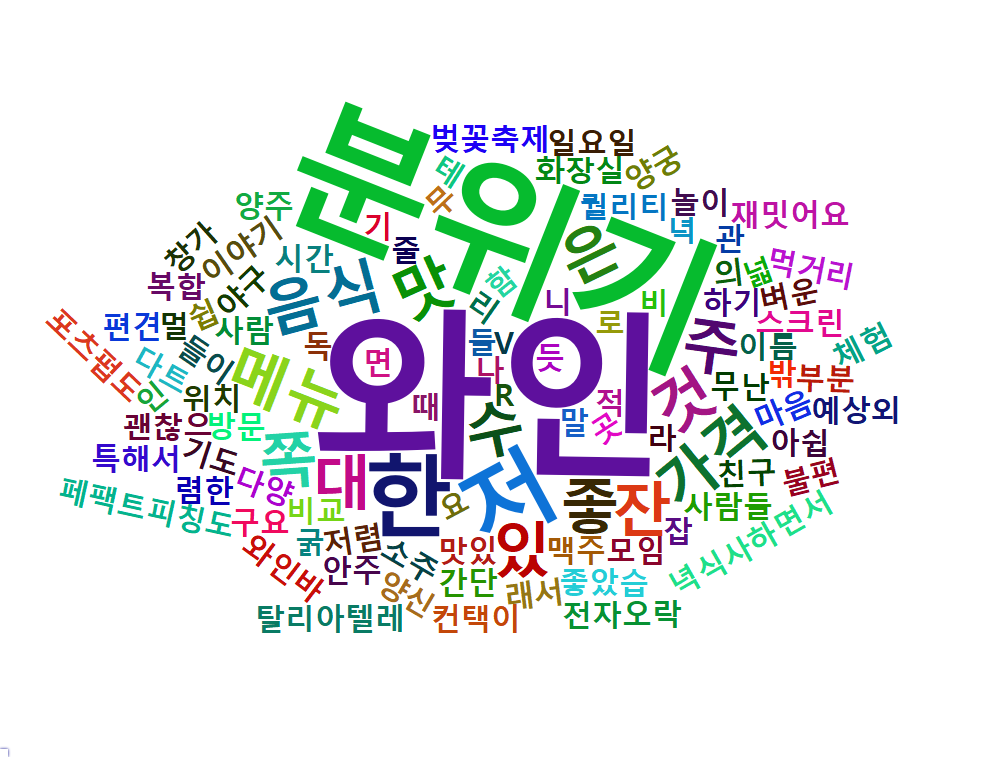 벚꽃축제
일요일
화장실
양궁
테
무
분위기
퀄리티
놀이
재밋어요
양주
기
줄
넉
관
창가
이야기
시간
음식
맛
함
은
의
넓
먹거리
복합
쉽
야구
리
니
비
하기
벼운
편견
멀
사람
독
와인
면
들
V
듯
로
주
이름
스크린
체험
포츠펍도
다트
들이
메뉴
나
인
위치
때
R
수
적
것
무난
밖
부분
괜찮으
방문
말
곳
라
가격
마음
예상외
특해서
기도
쪽
대
한
저
좋
잔
친구
아쉽
불편
페팩트피칭도
렴한
다양
구요
비교
요
사람들
잡
굵
저렴
소주
맛있
있
맥주
모임
녁식사하면서
와인바
안주
양신
간단
래서
좋았습
탈리아텔레
컨택이
전자오락